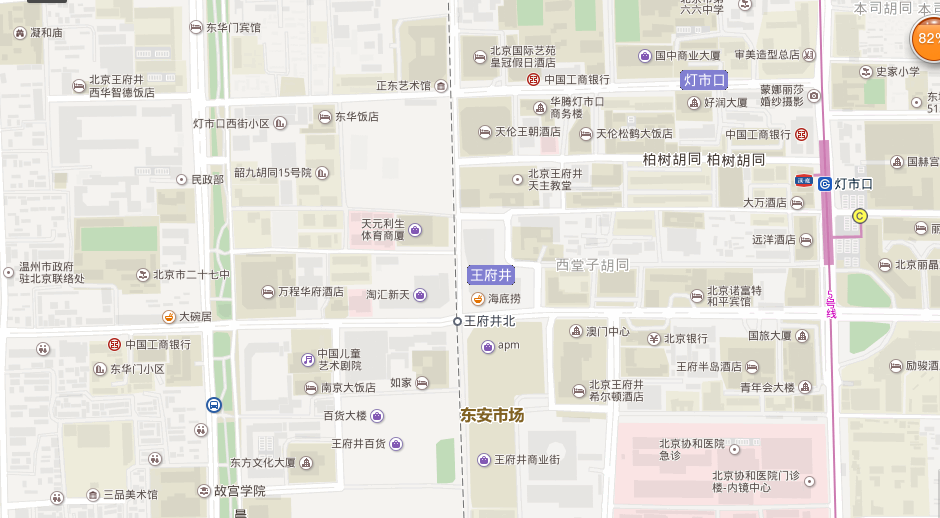 北京市第
六六中学
本司胡同
凝和庙
东华门宾馆
82%
北京国际艺苑
皇冠假日酒店
国中商业大厦
审美造型总店
史家小学
北京王府井
西华智德饭店
正东艺术馆
中国工商银行
灯市口
蒙娜丽莎
婚纱摄影
华腾灯市口
商务楼
好润大厦
灯市口西街小区
东华饭店
天伦王朝酒店
天伦松鹤大饭店
中国工商银行
柏树胡同
柏树胡同
国赫宫
韶九胡同15号院
民政部
北京王府井
天主教堂
灯市口
大万酒店
C
天元利生
体育商厦
远洋酒店
西堂子胡同
北京丽晶
温州市政府
驻北京联络处
北京市二十七中
王府井
万程华府酒店
淘汇新天
海底捞
北京诺富特
和平宾馆
5号线
大碗居
王府井北
澳门中心
北京银行
国旅大厦
中国工商银行
apm
中国儿童
艺术剧院
东华门小区
王府半岛酒店
励骏酒
南京大饭店
如家
北京王府井
希尔顿酒店
青年会大楼
百货大楼
东安市场
王府井百货
北京协和医院
急诊
东方文化大厦
王府井商业街
北京协和医院门诊
楼-内镜中心
三品美术馆
故宫学院